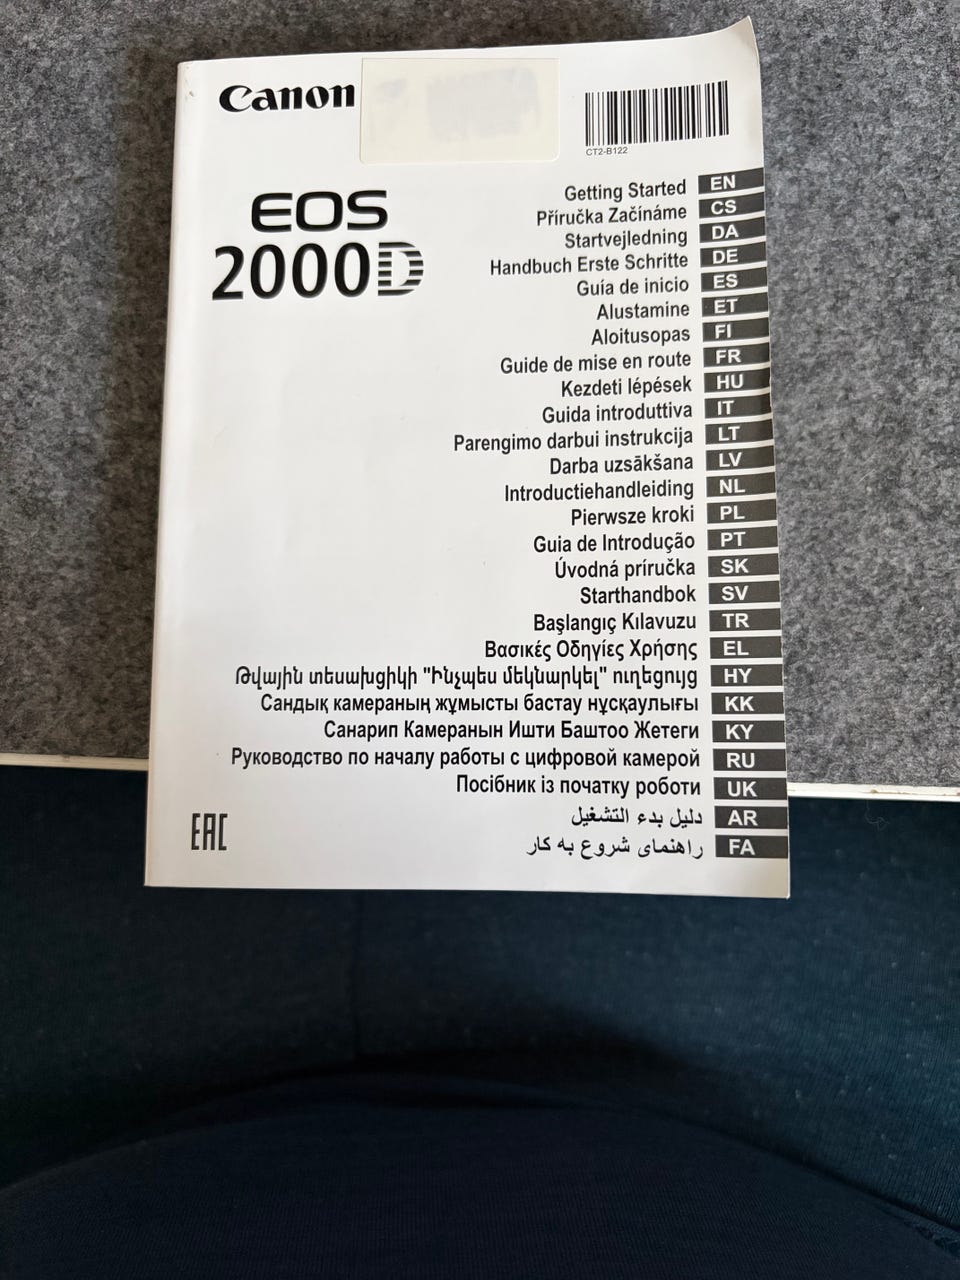 Canon
CT2-B122
EOS
2000D
Getting Started EN
Příručka Začínáme CS
Startvejledning DA
Handbuch Erste Schritte DE
Guía de inicio ES
Alustamine ET
Aloitusopas FI
Guide de mise en route FR
Kezdeti lépések HU
Guida introduttiva IT
Parengimo darbui instrukcija LT
Darba uzsākšana LV
Introductiehandleiding NL
Pierwsze kroki PL
Guia de Introdução PT
Úvodná príručka SK
Starthandbok SV
Başlangıç Kılavuzu TR
Βασικές Οδηγίες Χρήσης EL
Թվային տեսախցիկի "Ինչպես մեկնարկել" ուղեցույց HY
Сандық камераның жұмысты бастау нұсқаулығы KK
Санарип Камеранын Ишти Баштоо Жетеги KY
Руководство по началу работы с цифровой камерой RU
Посібник із початку роботи UK
دليل بدء التشغيل AR
راهنمای شروع به کار FA
EAC